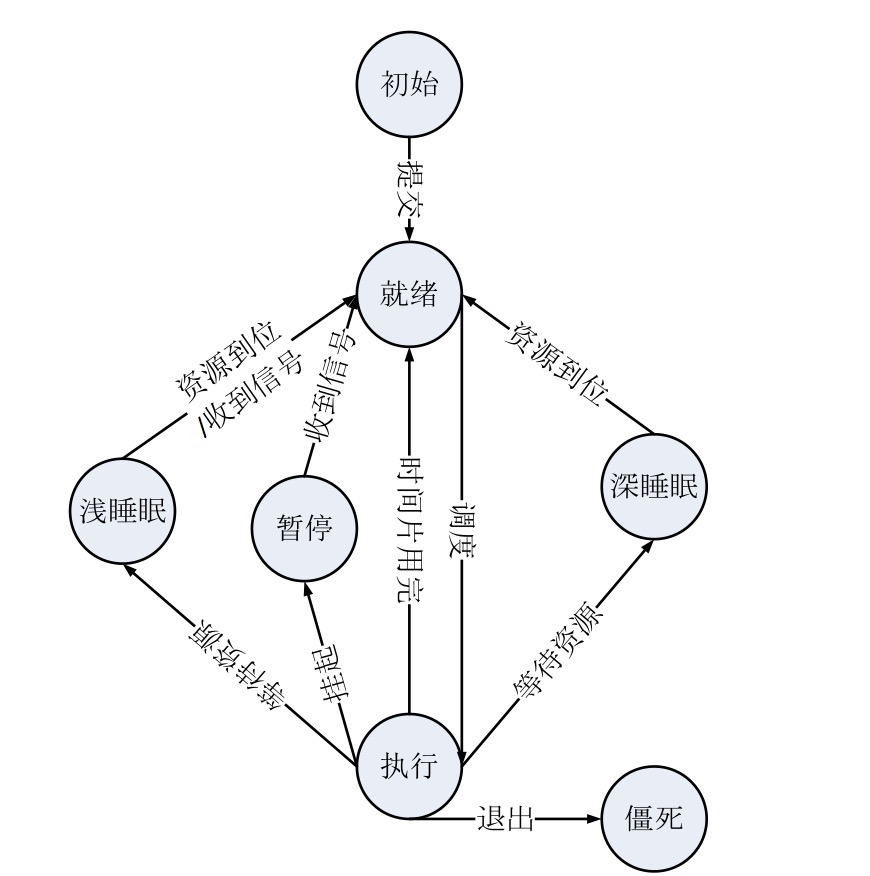 初始
提交
就绪
资源到位
/收到信号
收到信号
资源到位
时间片用完
调度
浅睡眠
暂停
深睡眠
等待资源
挂起
等待资源
执行
退出
僵死